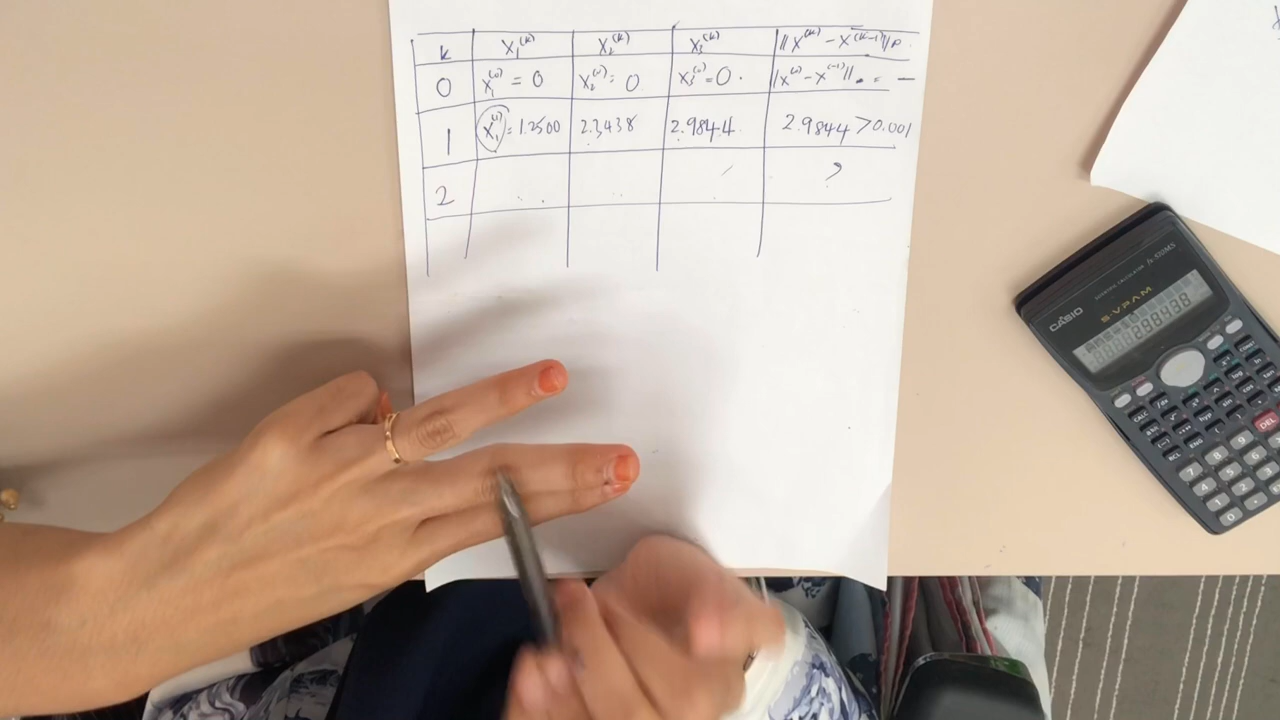 k x₁⁽ᵏ⁾ x₂⁽ᵏ⁾ x₃⁽ᵏ⁾ ||x⁽ᵏ⁾ - x⁽ᵏ⁻¹⁾||
0 x₁⁽⁰⁾ = 0 x₂⁽⁰⁾ = 0 x₃⁽⁰⁾ = 0. ||x⁽⁰⁾ - x⁽⁻¹⁾|| = —
1 x₁⁽¹⁾ = 1.2500 2.3438 2.9844 2.9844 > 0.001
2 ?
CASIO
S-V.P.A.M.